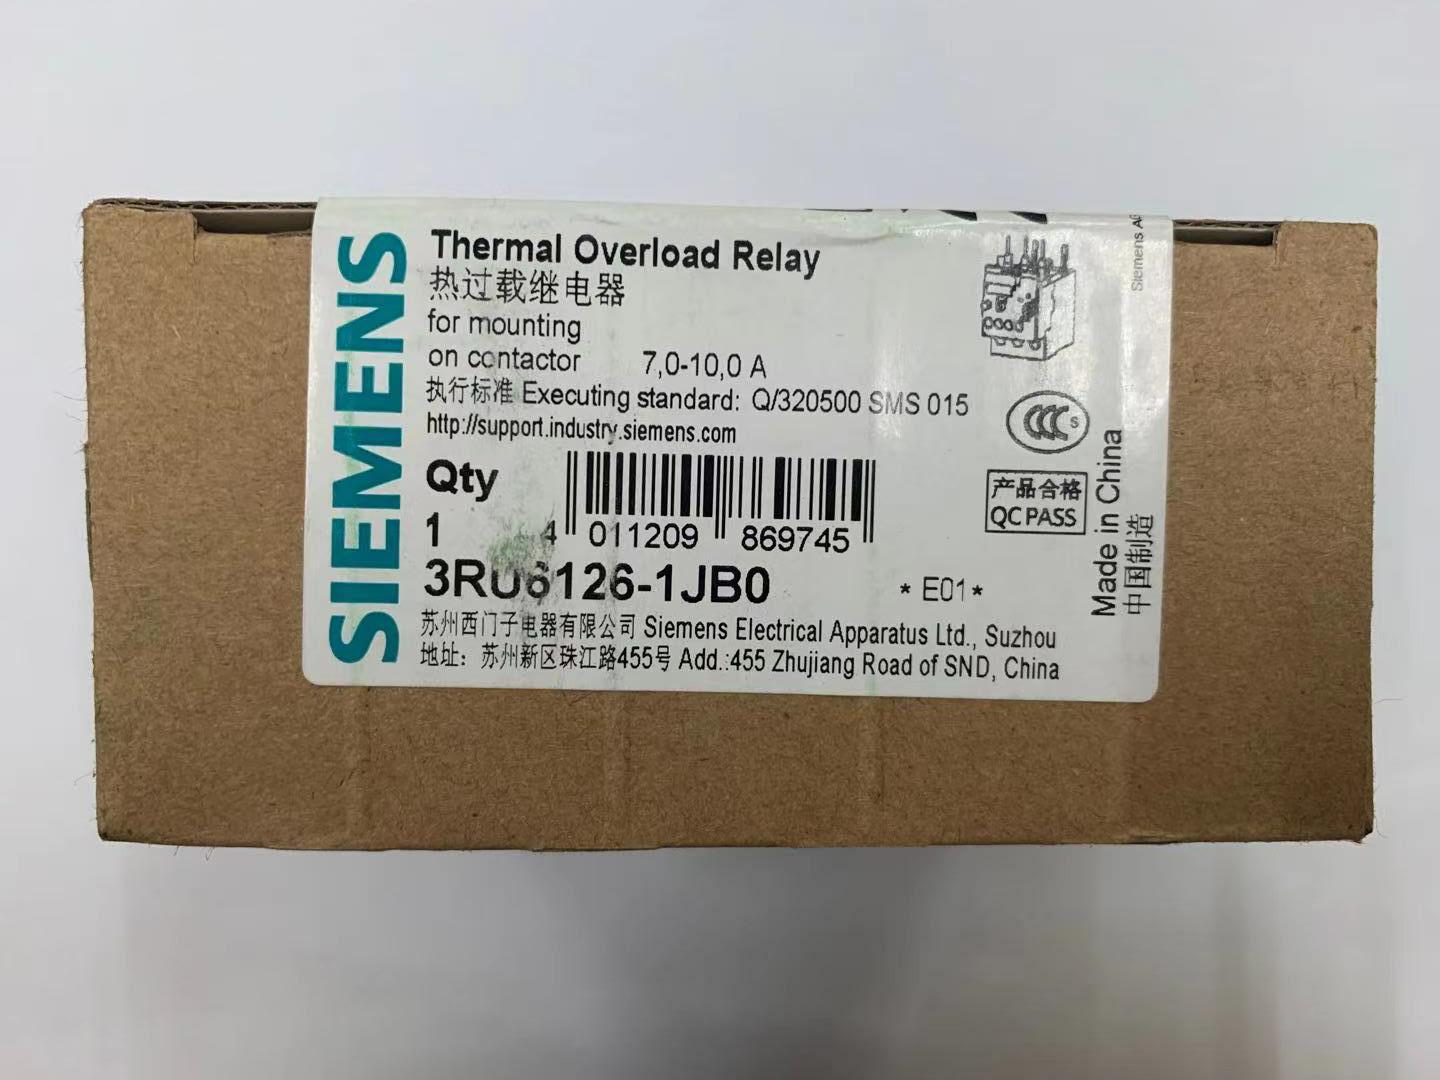 SIEMENS
Thermal Overload Relay
热过载继电器
for mounting
on contactor 7,0-10,0 A
执行标准 Executing standard: Q/320500 SMS 015
http://support.industry.siemens.com
Qty
1
4 011209 869745
3RU6126-1JB0 * E01 *
苏州西门子电器有限公司 Siemens Electrical Apparatus Ltd., Suzhou
地址：苏州新区珠江路455号 Add.:455 Zhujiang Road of SND, China
Siemens AG
CCC S
产品合格
QC PASS
Made in China
中国制造